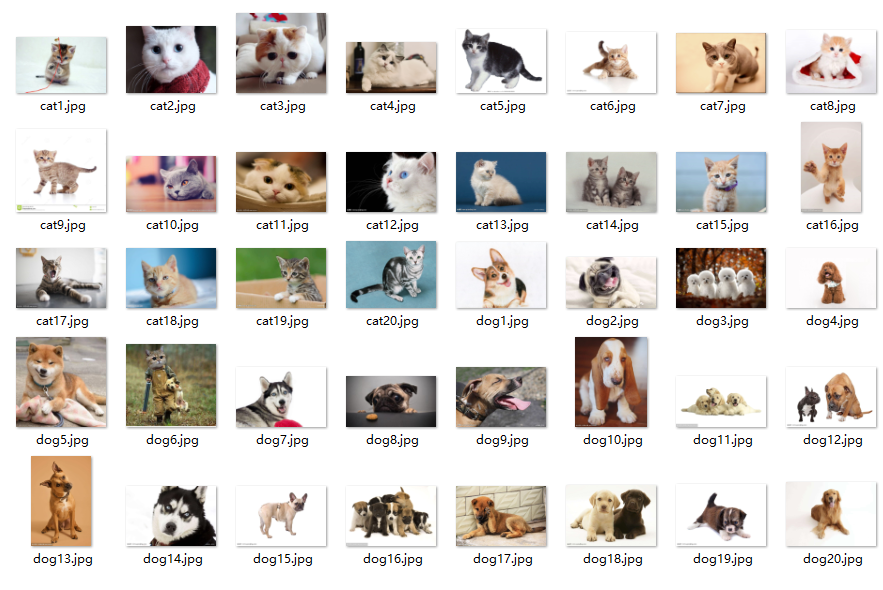 cat1.jpg cat2.jpg cat3.jpg cat4.jpg cat5.jpg cat6.jpg cat7.jpg cat8.jpg
cat9.jpg cat10.jpg cat11.jpg cat12.jpg cat13.jpg cat14.jpg cat15.jpg cat16.jpg
cat17.jpg cat18.jpg cat19.jpg cat20.jpg dog1.jpg dog2.jpg dog3.jpg dog4.jpg
dog5.jpg dog6.jpg dog7.jpg dog8.jpg dog9.jpg dog10.jpg dog11.jpg dog12.jpg
dog13.jpg dog14.jpg dog15.jpg dog16.jpg dog17.jpg dog18.jpg dog19.jpg dog20.jpg